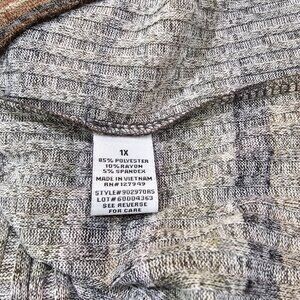 1X
85% POLYESTER
10% RAYON
5% SPANDEX
MADE IN VIETNAM
RN#127949
STYLE#902970RS
LOT#60004363
SEE REVERSE
FOR CARE